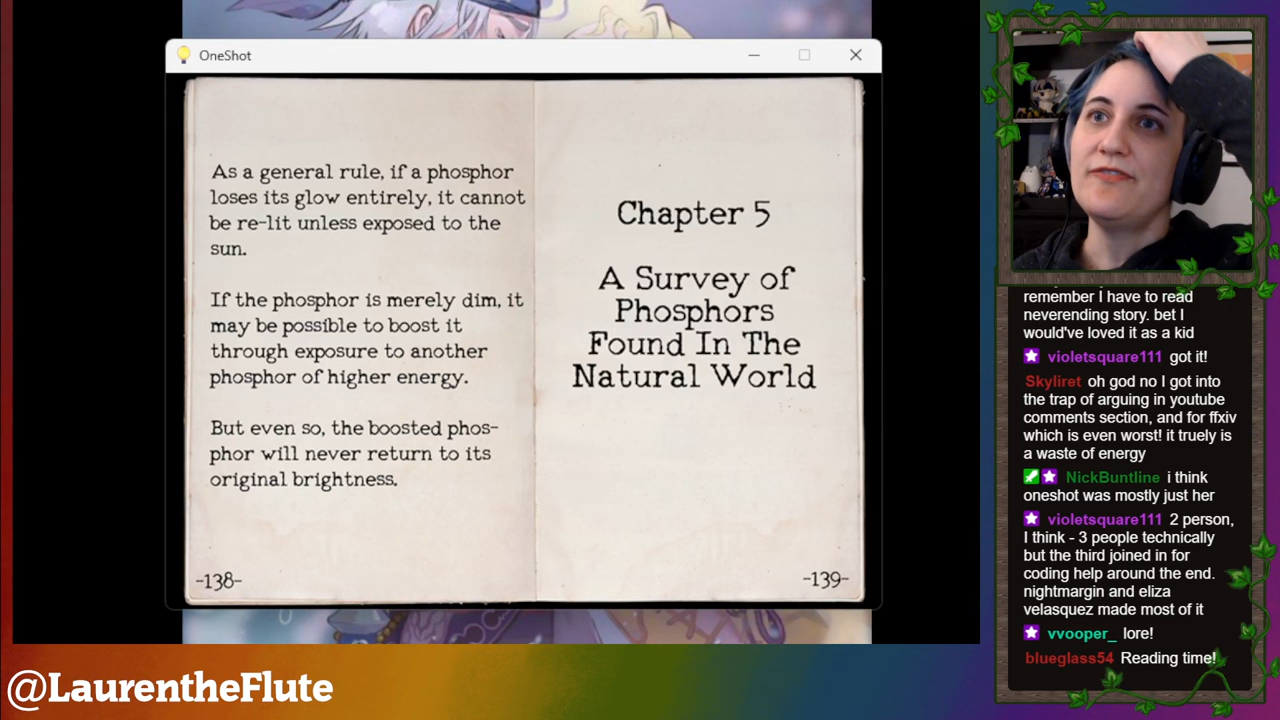 OneShot
As a general rule, if a phosphor
loses its glow entirely, it cannot
be re-lit unless exposed to the
sun.
If the phosphor is merely dim, it
may be possible to boost it
through exposure to another
phosphor of higher energy.
But even so, the boosted phos-
phor will never return to its
original brightness.
-138-
Chapter 5
A Survey of
Phosphors
Found In The
Natural World
-139-
remember I have to read
neverending story. bet I
would've loved it as a kid
violetsquare111 got it!
Skyliret oh god no I got into
the trap of arguing in youtube
comments section, and for ffxiv
which is even worst! it truely is
a waste of energy
NickBuntline i think
oneshot was mostly just her
violetsquare111 2 person,
I think - 3 people technically
but the third joined in for
coding help around the end.
nightmargin and eliza
velasquez made most of it
vvooper_ lore!
blueglass54 Reading time!
@LaurentheFlute